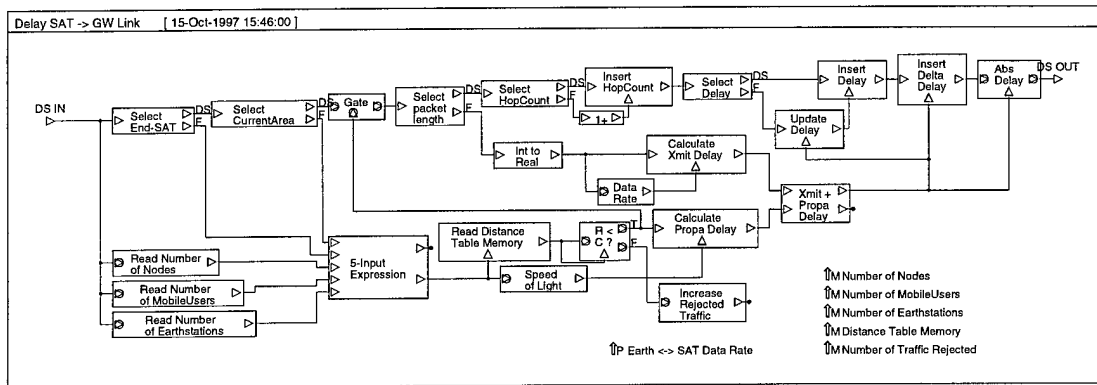 Delay SAT -> GW Link [ 15-Oct-1997 15:46:00 ]
DS IN
Select
End-SAT
DS
F
Select
CurrentArea
DS
F
Gate
Select
packet
length
DS
F
Select
HopCount
DS
F
Insert
HopCount
1+
Select
Delay
DS
F
Insert
Delay
Update
Delay
Insert
Delta
Delay
Abs
Delay
DS OUT
Int to
Real
Data
Rate
Calculate
Xmit Delay
Xmit +
Propa
Delay
Read Distance
Table Memory
R <
C ?
T
F
Calculate
Propa Delay
5-Input
Expression
Speed
of Light
Increase
Rejected
Traffic
Read Number
of Nodes
Read Number
of MobileUsers
Read Number
of Earthstations
⇑P Earth <-> SAT Data Rate
⇑M Number of Nodes
⇑M Number of MobileUsers
⇑M Number of Earthstations
⇑M Distance Table Memory
⇑M Number of Traffic Rejected